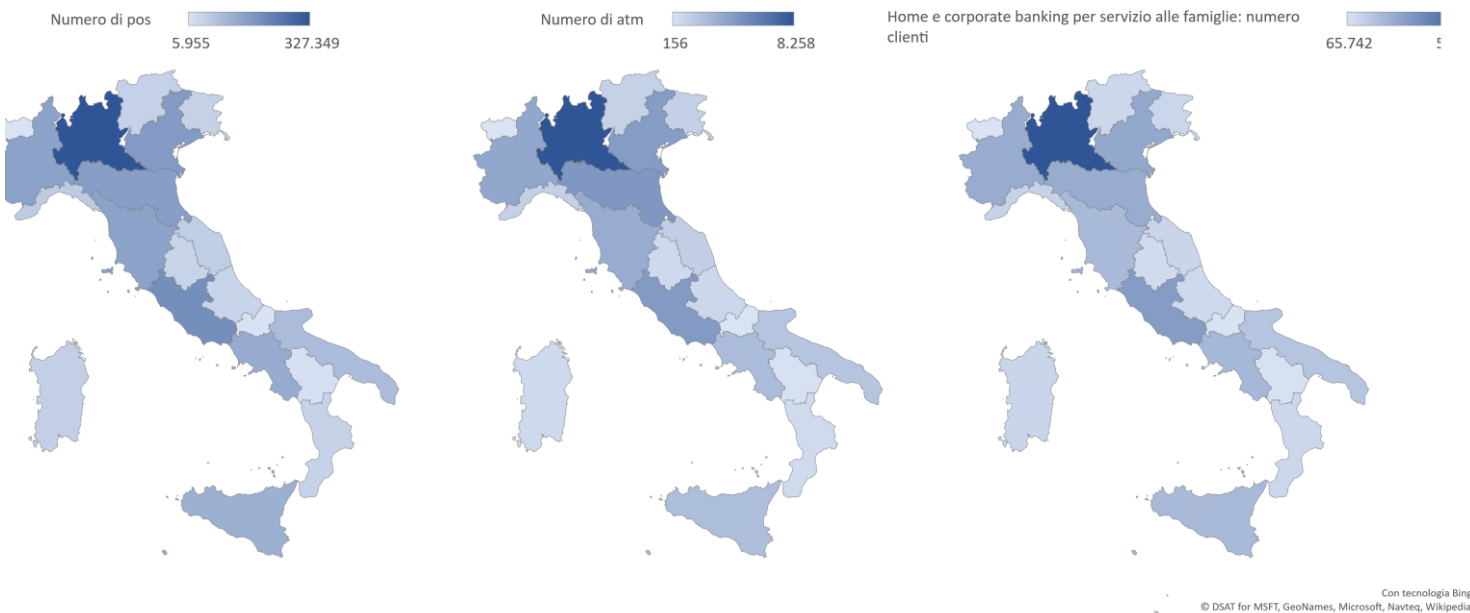 Numero di pos
5.955 327.349
Numero di atm
156 8.258
Home e corporate banking per servizio alle famiglie: numero
clienti
65.742
Con tecnologia Bing
© DSAT for MSFT, GeoNames, Microsoft, Navteq, Wikipedia